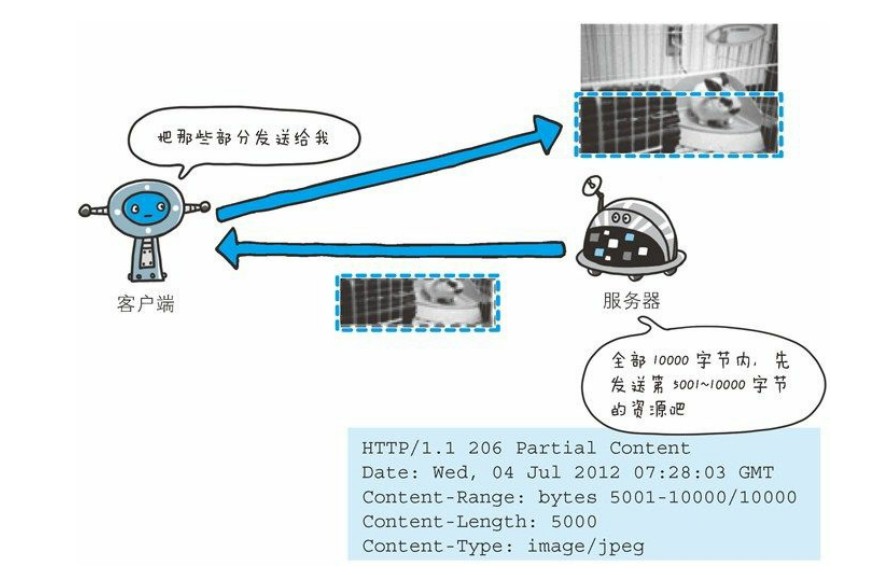 把那些部分发送给我
客户端
服务器
全部 10000 字节内, 先
发送第 5001~10000 字节
的资源吧
HTTP/1.1 206 Partial Content
Date: Wed, 04 Jul 2012 07:28:03 GMT
Content-Range: bytes 5001-10000/10000
Content-Length: 5000
Content-Type: image/jpeg